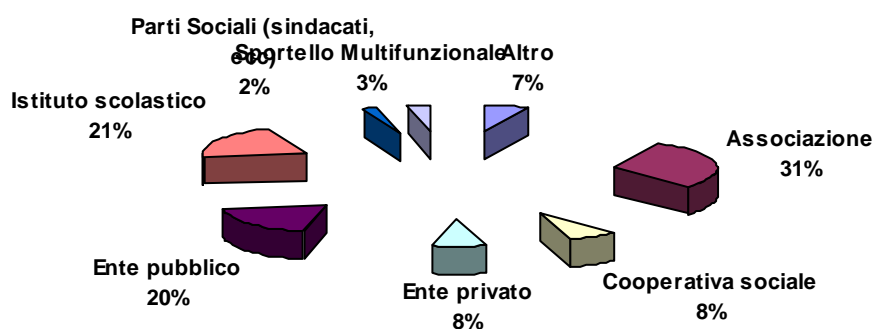 Parti Sociali (sindacati,
ecc)
2%
Sportello Multifunzionale
3%
Altro
7%
Istituto scolastico
21%
Associazione
31%
Ente pubblico
20%
Ente privato
8%
Cooperativa sociale
8%